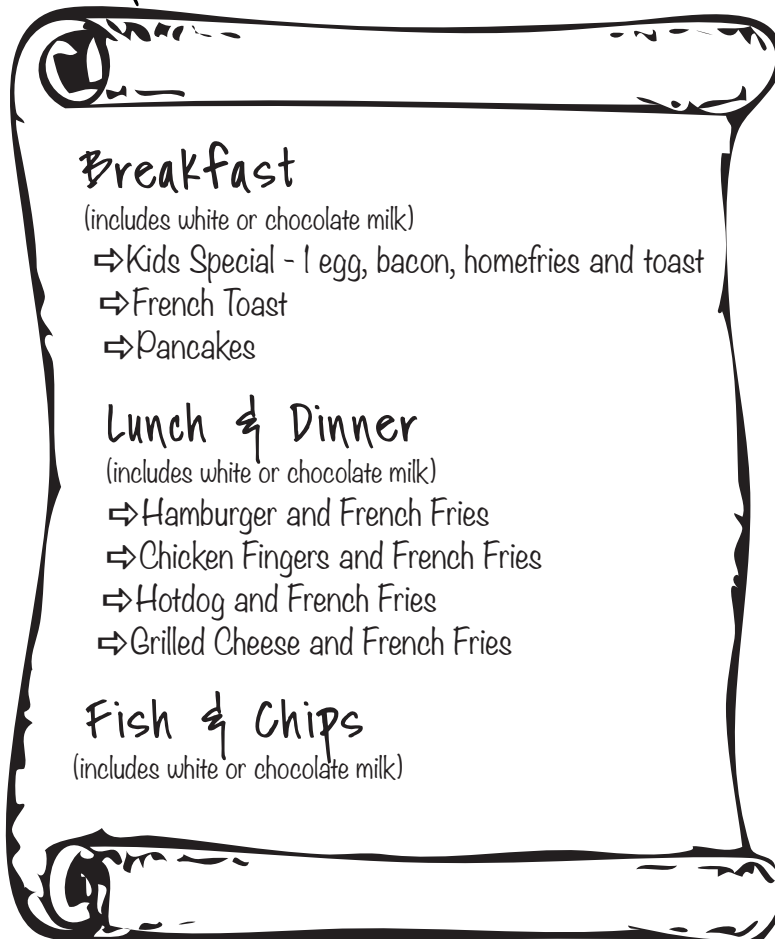 Breakfast
(includes white or chocolate milk)
⇨Kids Special - 1 egg, bacon, homefries and toast
⇨French Toast
⇨Pancakes
Lunch & Dinner
(includes white or chocolate milk)
⇨Hamburger and French Fries
⇨Chicken Fingers and French Fries
⇨Hotdog and French Fries
⇨Grilled Cheese and French Fries
Fish & Chips
(includes white or chocolate milk)